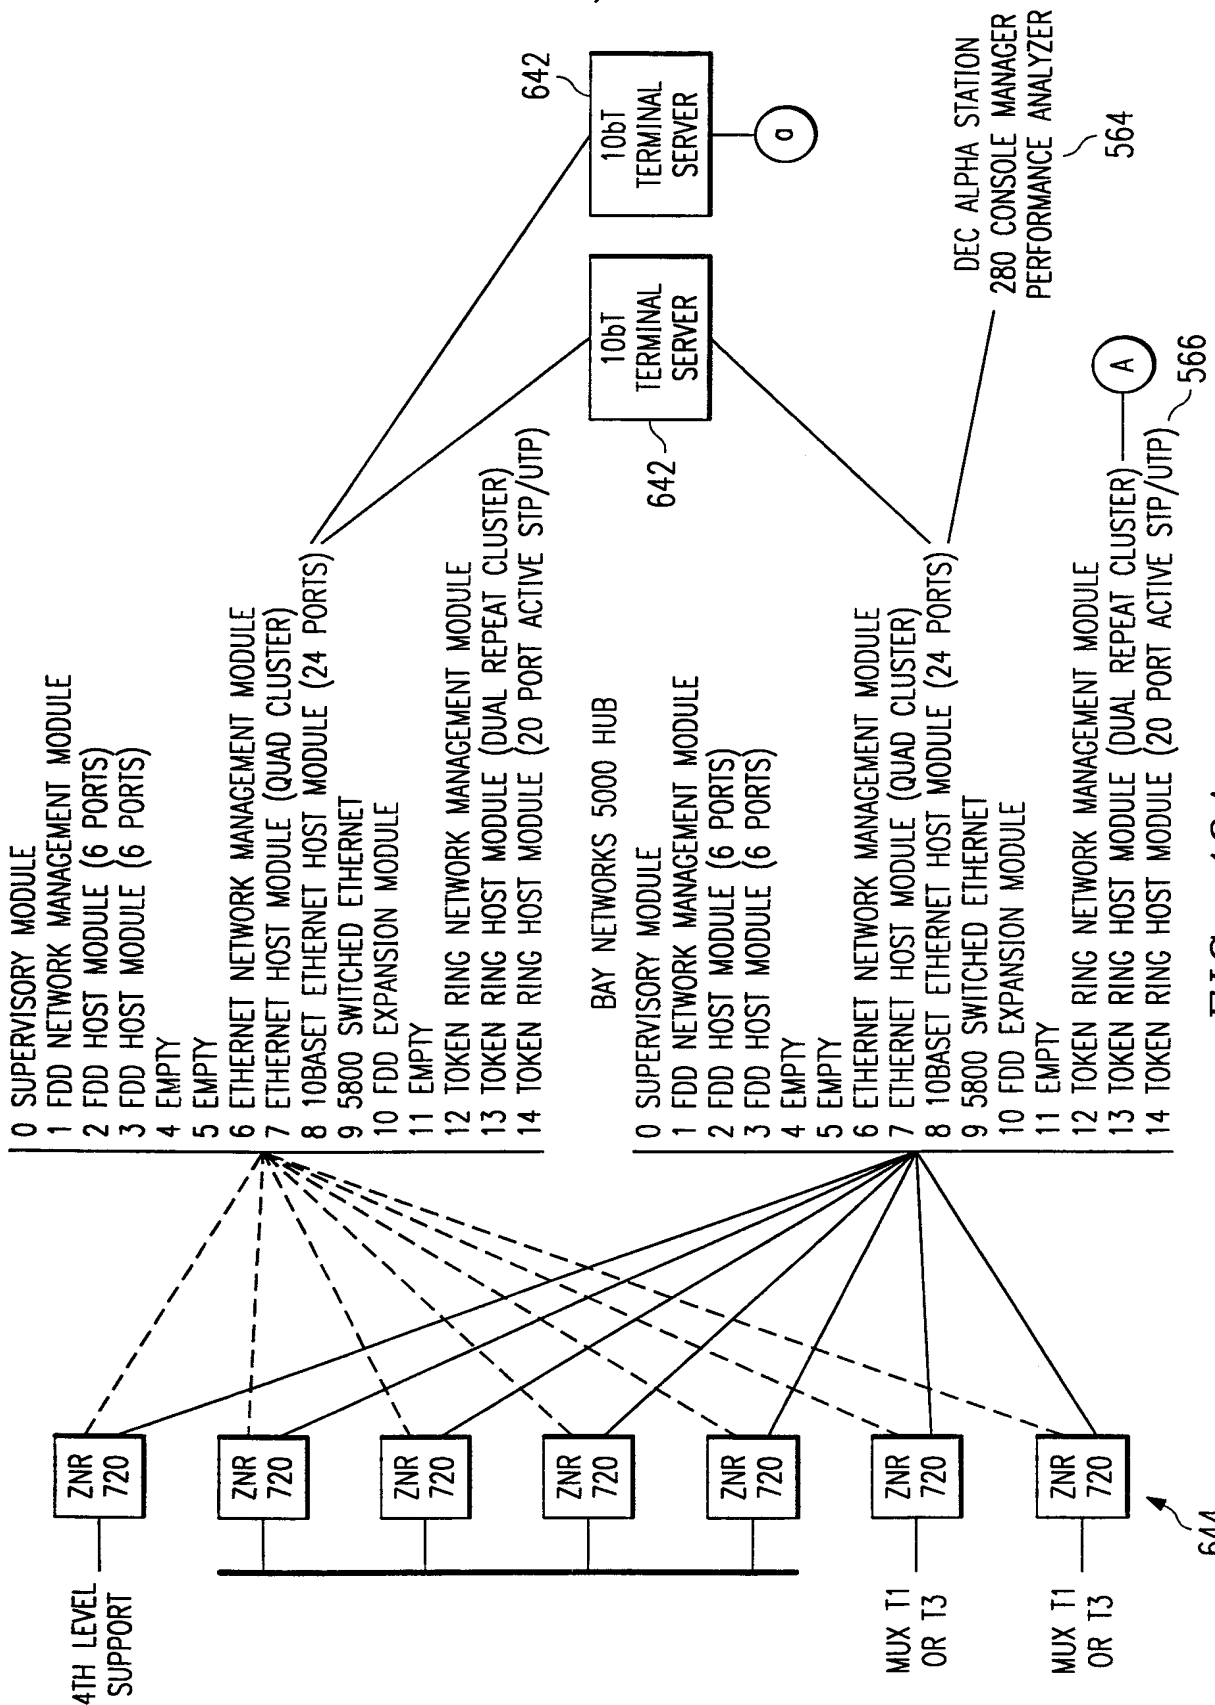 0 SUPERVISORY MODULE
1 FDD NETWORK MANAGEMENT MODULE
2 FDD HOST MODULE (6 PORTS)
3 FDD HOST MODULE (6 PORTS)
4 EMPTY
5 EMPTY
6 ETHERNET NETWORK MANAGEMENT MODULE
7 ETHERNET HOST MODULE (QUAD CLUSTER)
8 10BASET ETHERNET HOST MODULE (24 PORTS)
9 5800 SWITCHED ETHERNET
10 FDD EXPANSION MODULE
11 EMPTY
12 TOKEN RING NETWORK MANAGEMENT MODULE
13 TOKEN RING HOST MODULE (DUAL REPEAT CLUSTER)
14 TOKEN RING HOST MODULE (20 PORT ACTIVE STP/UTP)
BAY NETWORKS 5000 HUB
0 SUPERVISORY MODULE
1 FDD NETWORK MANAGEMENT MODULE
2 FDD HOST MODULE (6 PORTS)
3 FDD HOST MODULE (6 PORTS)
4 EMPTY
5 EMPTY
6 ETHERNET NETWORK MANAGEMENT MODULE
7 ETHERNET HOST MODULE (QUAD CLUSTER)
8 10BASET ETHERNET HOST MODULE (24 PORTS)
9 5800 SWITCHED ETHERNET
10 FDD EXPANSION MODULE
11 EMPTY
12 TOKEN RING NETWORK MANAGEMENT MODULE
13 TOKEN RING HOST MODULE (DUAL REPEAT CLUSTER)
14 TOKEN RING HOST MODULE (20 PORT ACTIVE STP/UTP)
566
A
642
10bT
TERMINAL
SERVER
642
10bT
TERMINAL
SERVER
a
DEC ALPHA STATION
280 CONSOLE MANAGER
PERFORMANCE ANALYZER
564
4TH LEVEL
SUPPORT
ZNR
720
ZNR
720
ZNR
720
ZNR
720
ZNR
720
MUX T1
OR T3
ZNR
720
MUX T1
OR T3
ZNR
720
644